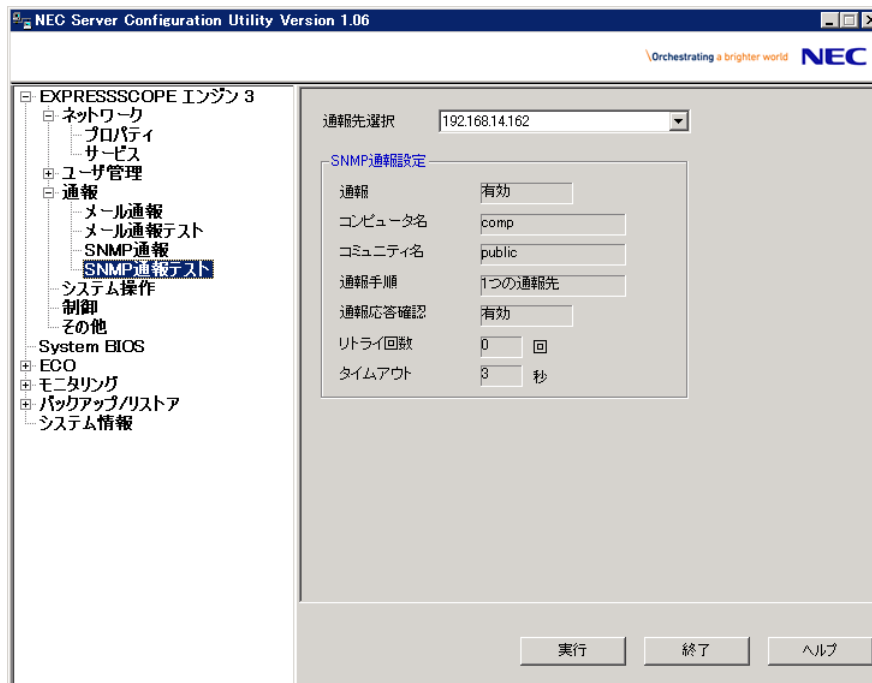 NEC Server Configuration Utility Version 1.06
\Orchestrating a brighter world NEC
EXPRESSSCOPE エンジン 3
ネットワーク
プロパティ
サービス
ユーザ管理
通報
メール通報
メール通報テスト
SNMP通報
SNMP通報テスト
システム操作
制御
その他
System BIOS
ECO
モニタリング
バックアップ/リストア
システム情報
通報先選択 192.168.14.162
SNMP通報設定
通報 有効
コンピュータ名 comp
コミュニティ名 public
通報手順 1つの通報先
通報応答確認 有効
リトライ回数 0 回
タイムアウト 3 秒
実行 終了 ヘルプ